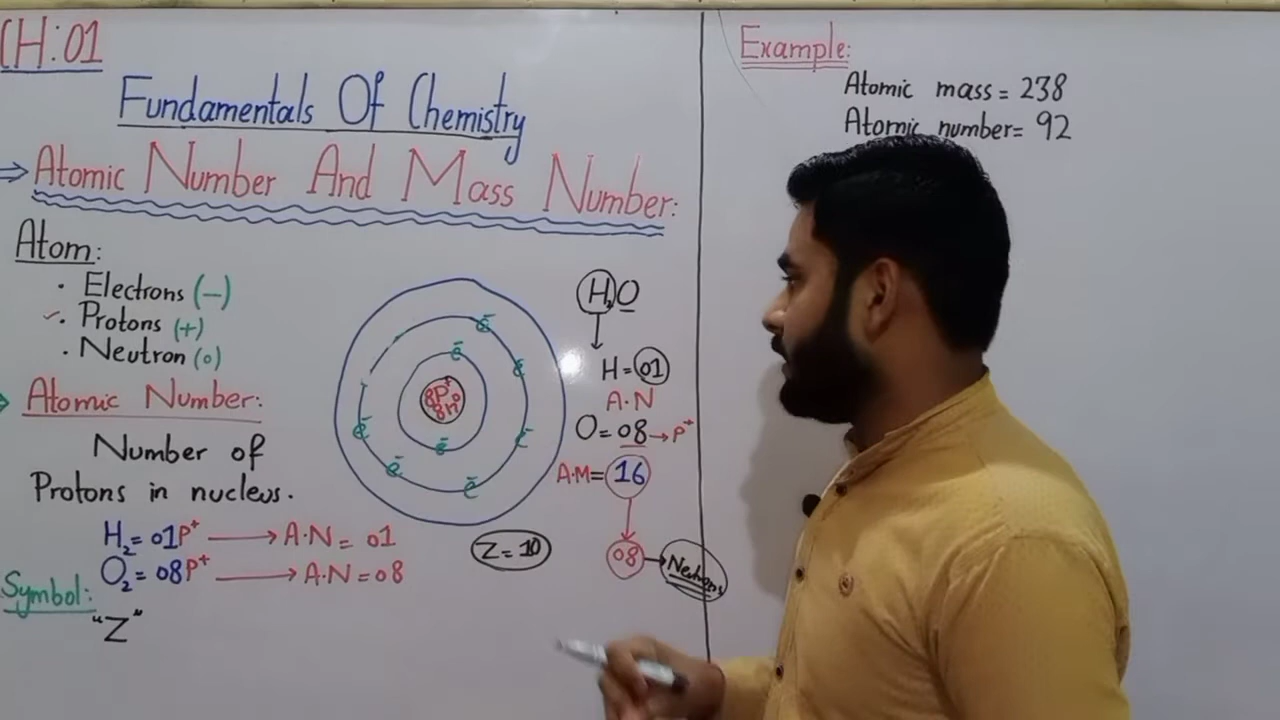 CH:01
Fundamentals Of Chemistry
⇒ Atomic Number And Mass Number:
Atom:
· Electrons (−)
· Protons (+)
· Neutron (o)
Atomic Number:
Number of
Protons in nucleus.
H₂= 01P⁺ → A·N= 01
O₂= 08P⁺ → A·N=08
Symbol:
"Z"
e⁻
e⁻
e⁻
8P⁺
8n⁰
e⁻
e⁻
e⁻
e⁻
e⁻
Z=10
H₂O
H=01
A·N
O=08→P⁺
A·M=16
08→Neutrons
Example:
Atomic mass= 238
Atomic number= 92